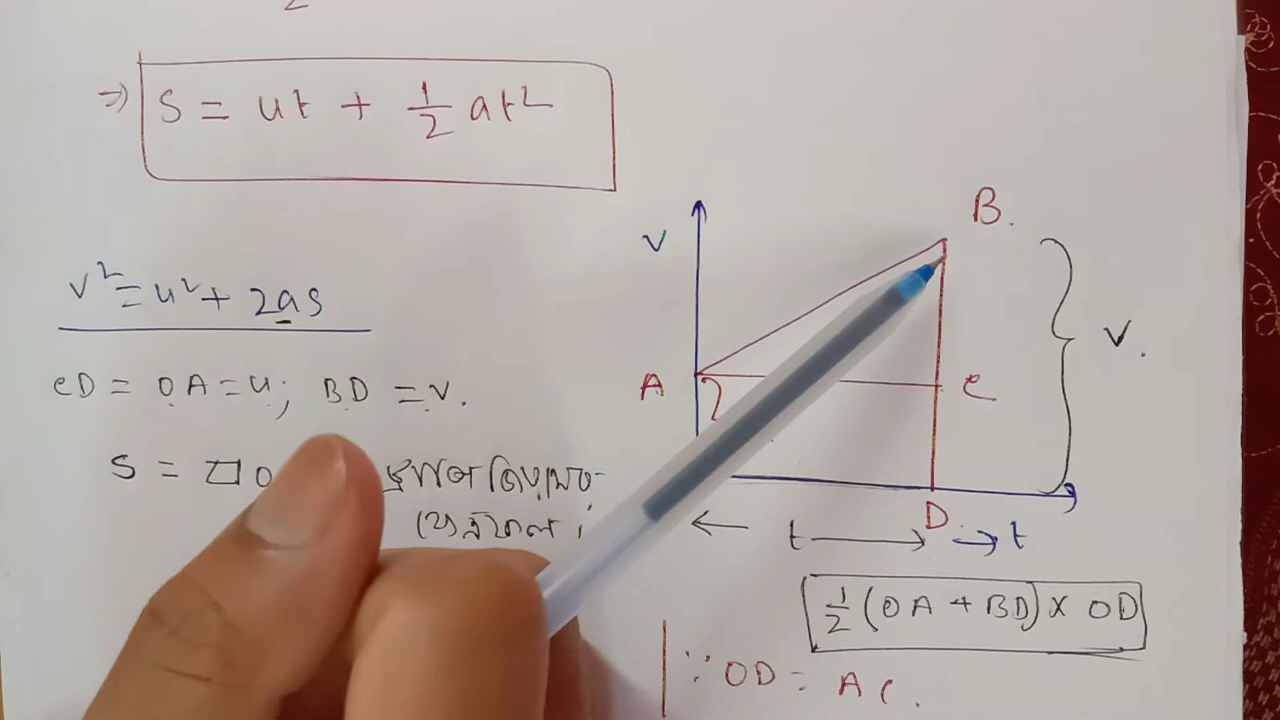 ⇒ S = ut + 1/2 at²
v² = u² + 2as
CD = OA = u; BD = v.
S = □ O
V
A
B.
C
D.
V.
t
→ t
1/2 (OA + BD) x OD
∵ OD = AC.